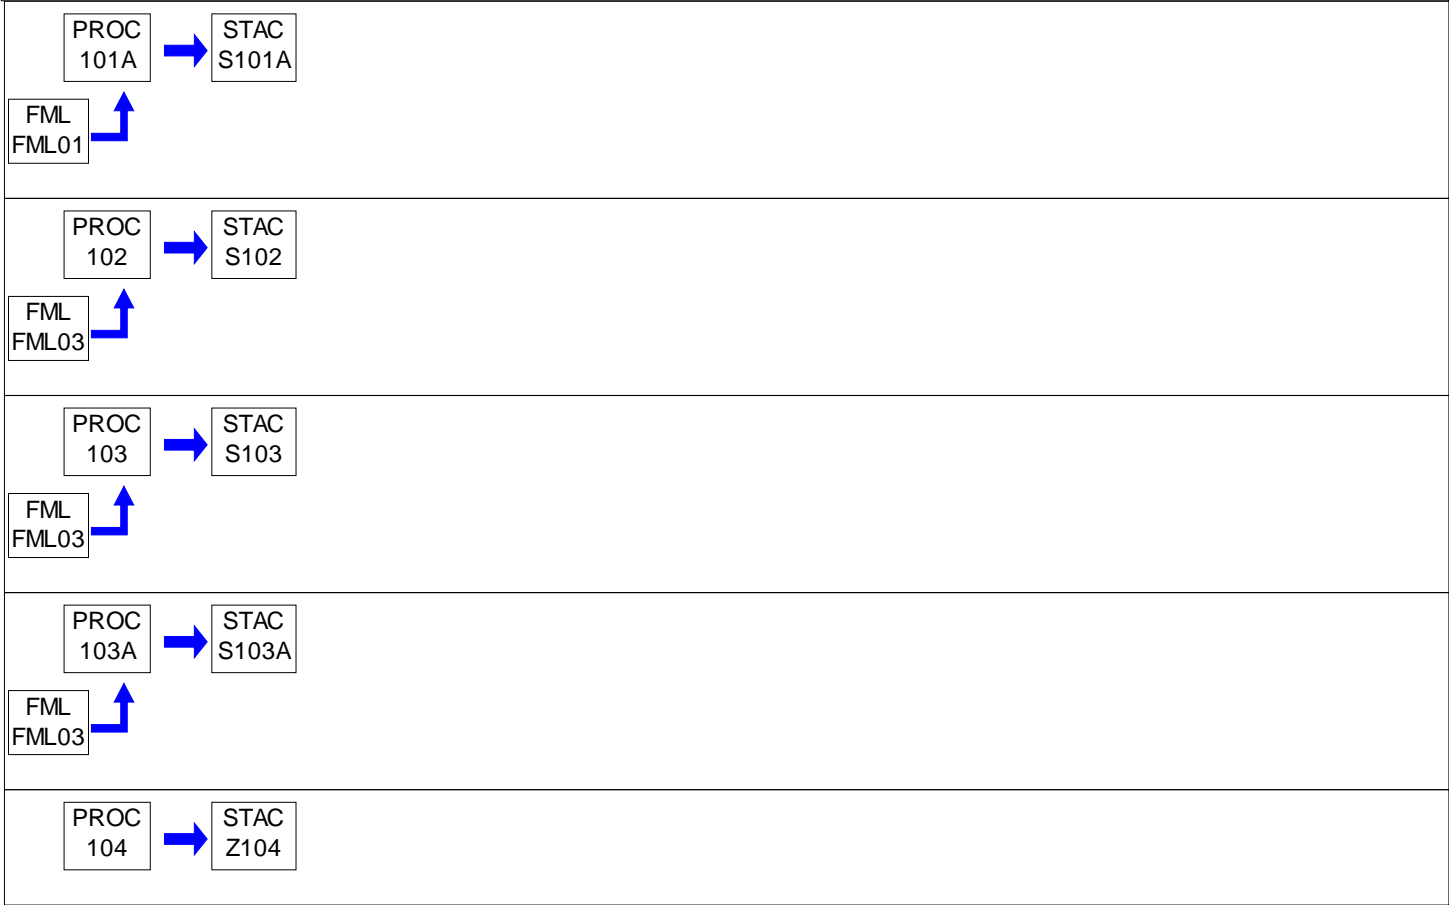 PROC
101A
STAC
S101A
FML
FML01
PROC
102
STAC
S102
FML
FML03
PROC
103
STAC
S103
FML
FML03
PROC
103A
STAC
S103A
FML
FML03
PROC
104
STAC
Z104